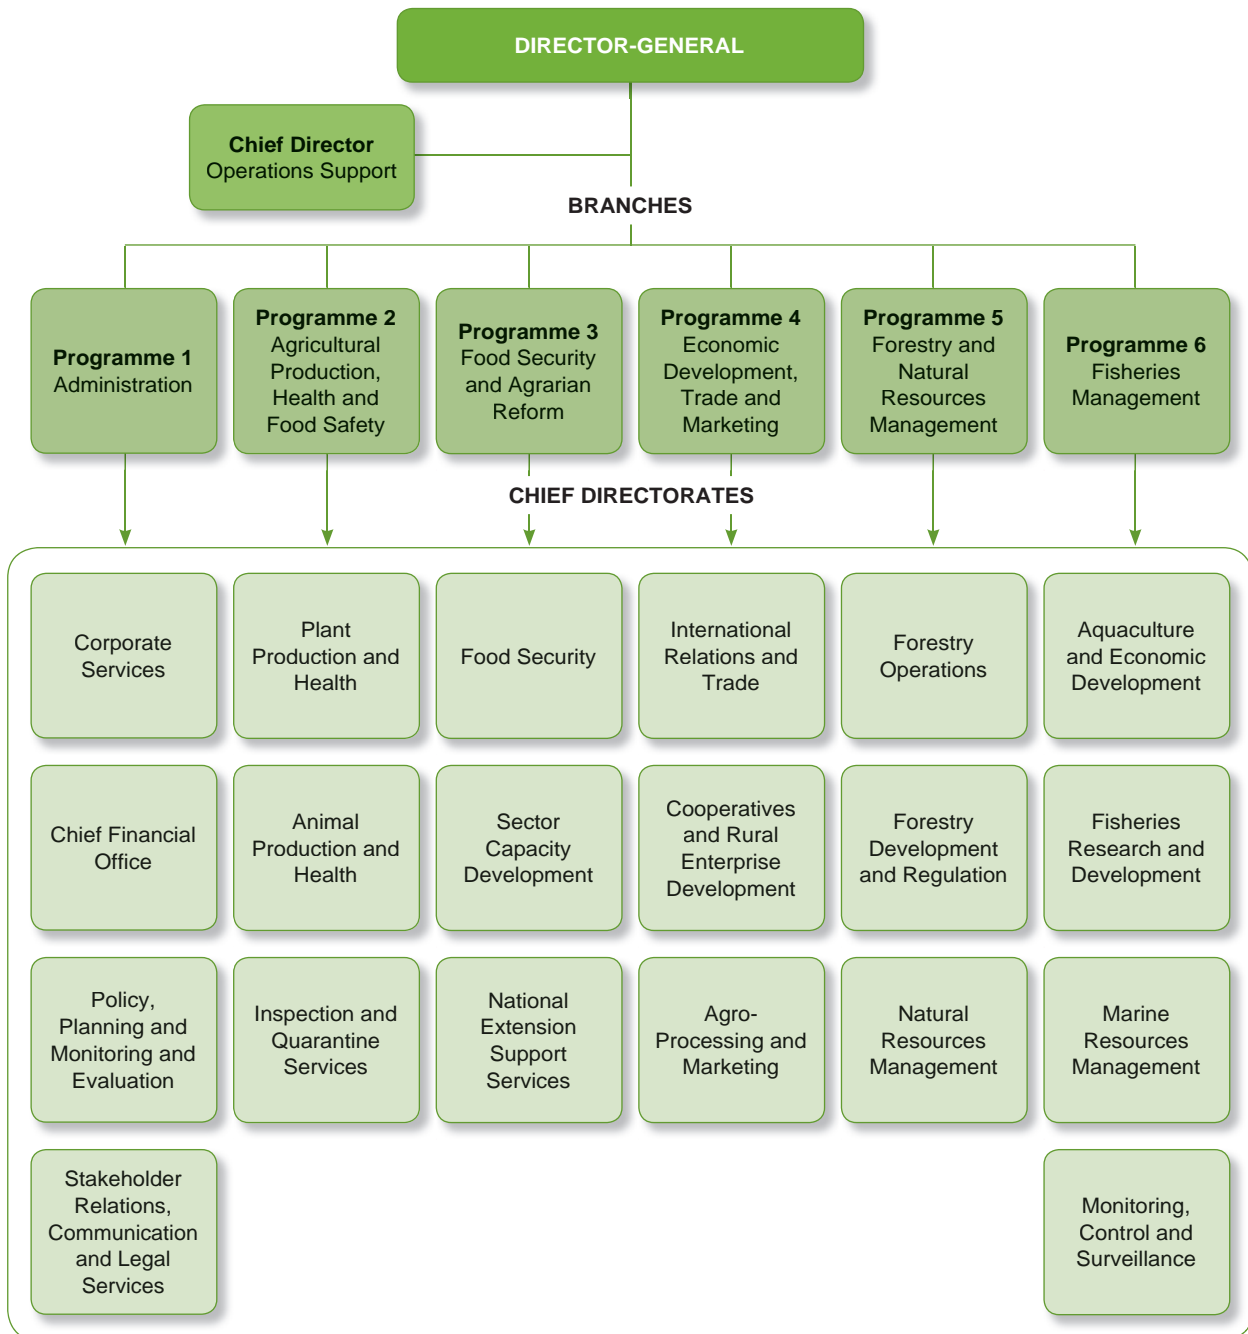 DIRECTOR-GENERAL
Chief Director
Operations Support
BRANCHES
Programme 1
Administration
Programme 2
Agricultural
Production,
Health and
Food Safety
Programme 3
Food Security
and Agrarian
Reform
Programme 4
Economic
Development,
Trade and
Marketing
Programme 5
Forestry and
Natural
Resources
Management
Programme 6
Fisheries
Management
CHIEF DIRECTORATES
Corporate
Services
Plant
Production and
Health
Food Security
International
Relations and
Trade
Forestry
Operations
Aquaculture
and Economic
Development
Chief Financial
Office
Animal
Production and
Health
Sector
Capacity
Development
Cooperatives
and Rural
Enterprise
Development
Forestry
Development
and Regulation
Fisheries
Research and
Development
Policy,
Planning and
Monitoring and
Evaluation
Inspection and
Quarantine
Services
National
Extension
Support
Services
Agro-
Processing and
Marketing
Natural
Resources
Management
Marine
Resources
Management
Stakeholder
Relations,
Communication
and Legal
Services
Monitoring,
Control and
Surveillance